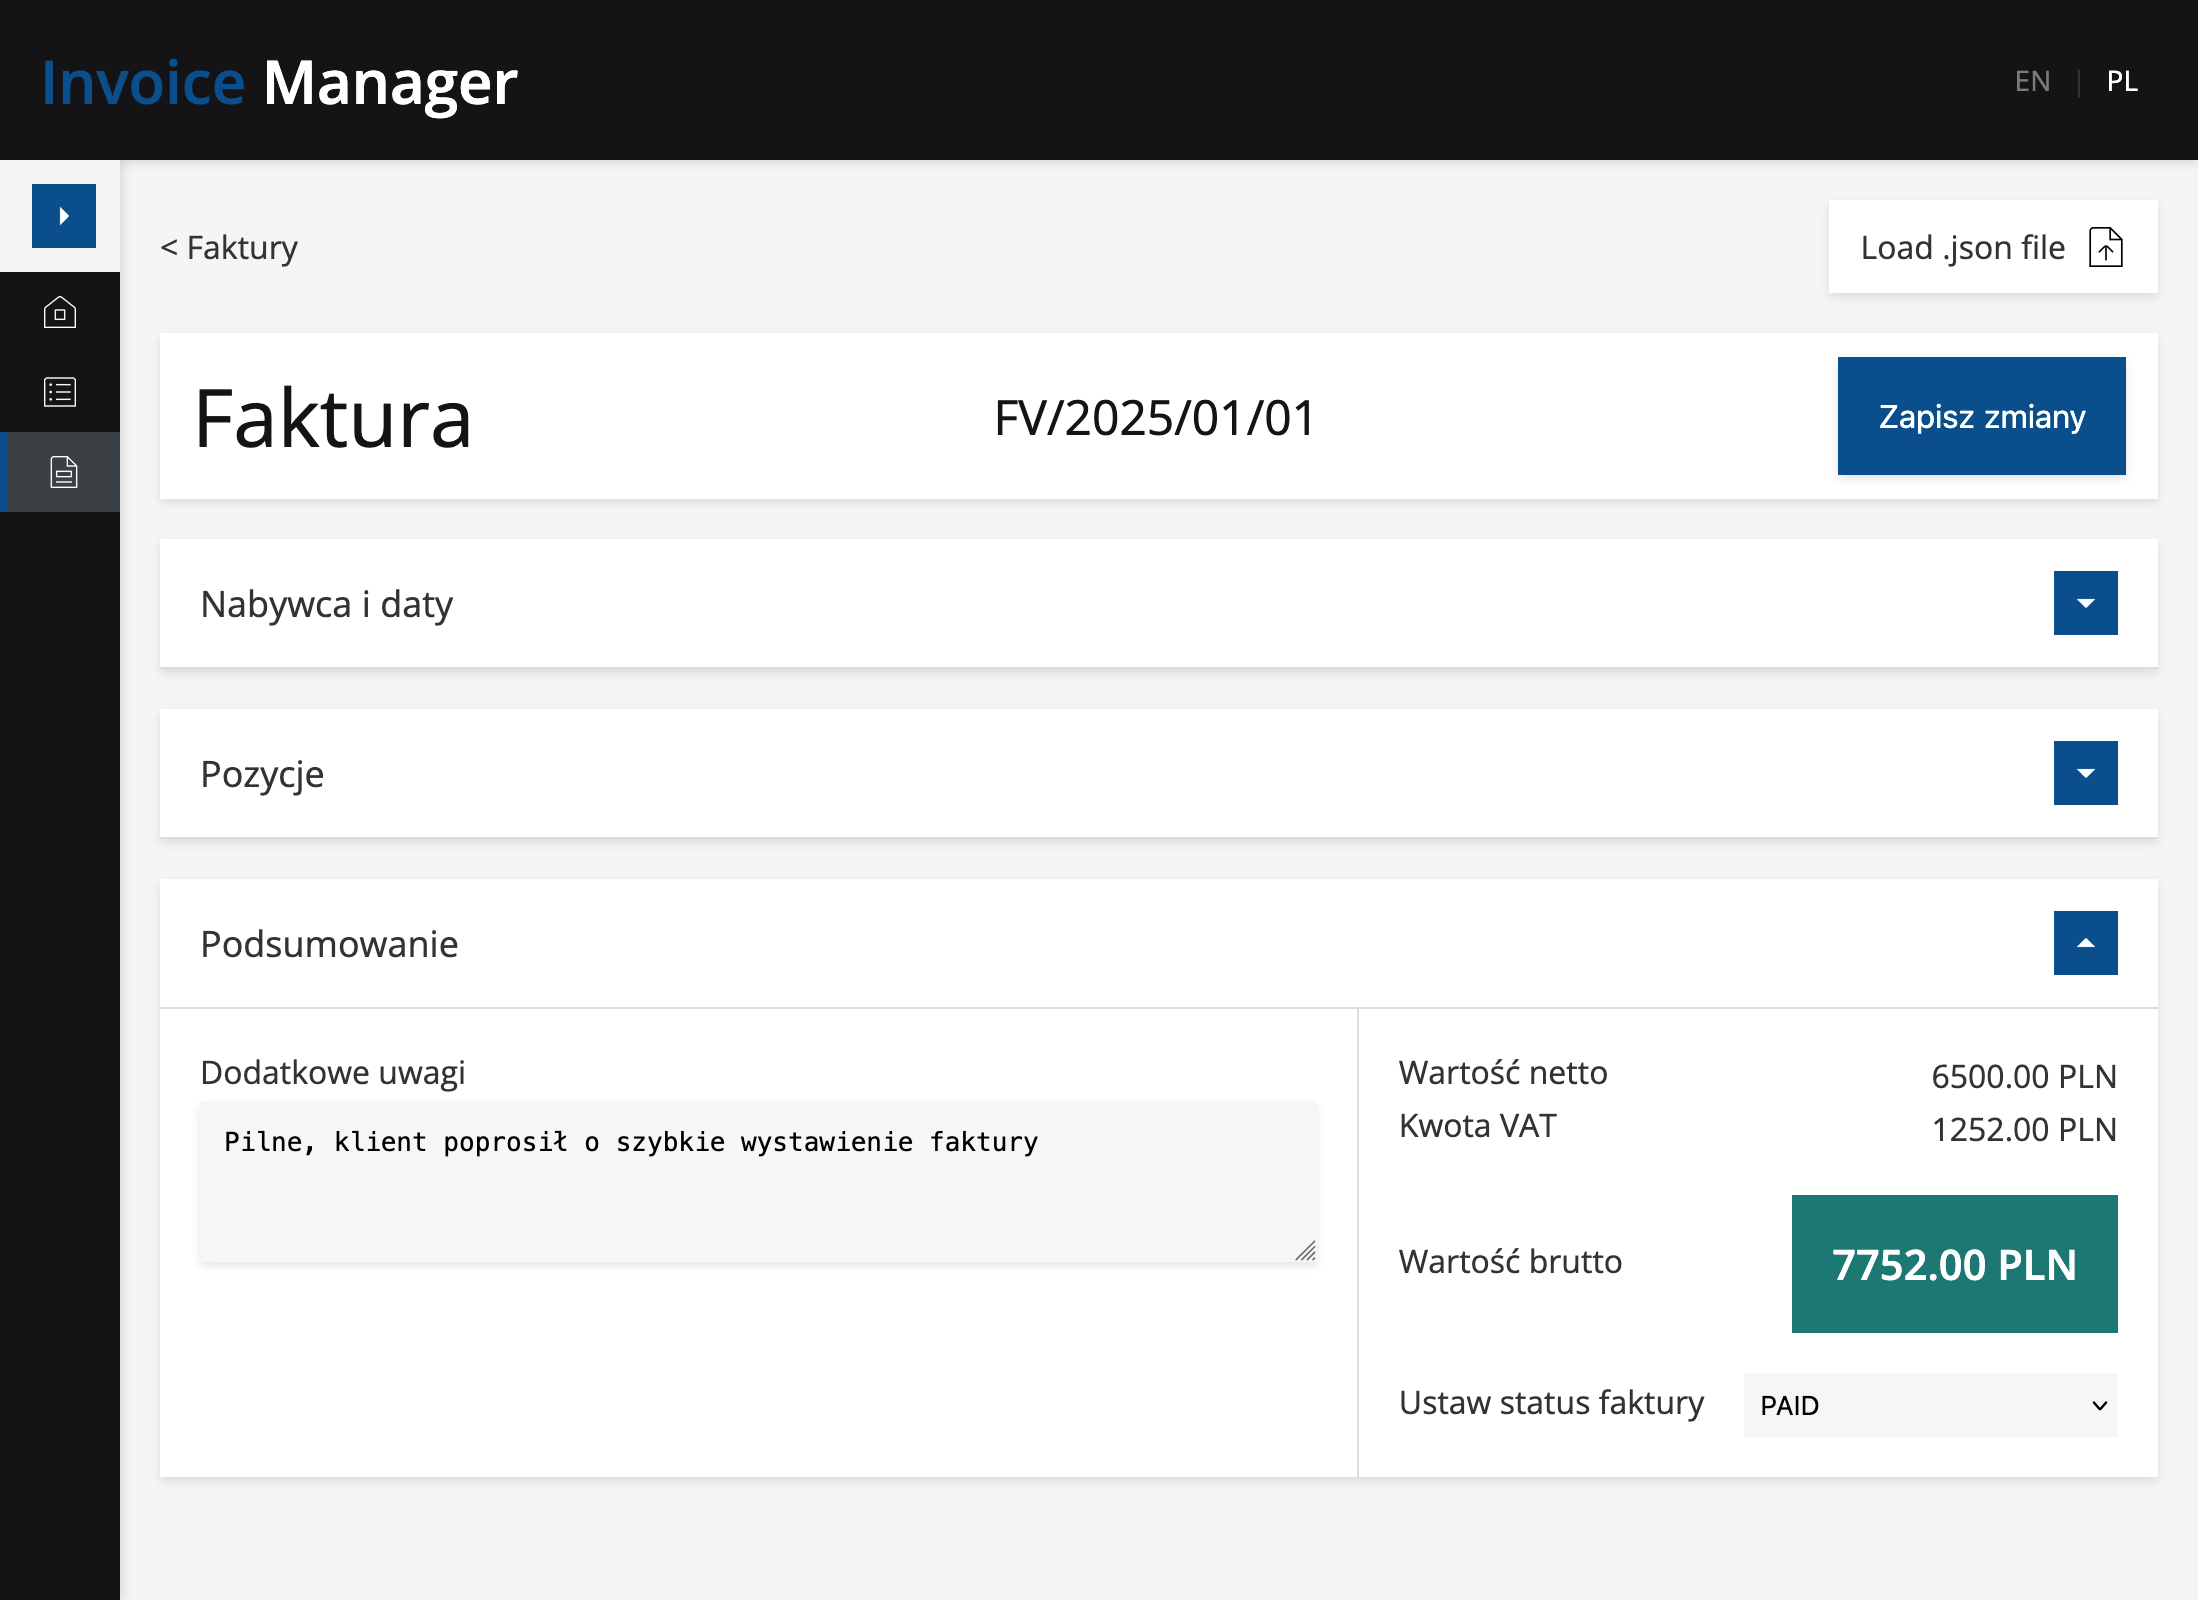 Invoice Manager
EN | PL
< Faktury
Load .json file
Faktura
FV/2025/01/01
Zapisz zmiany
Nabywca i daty
Pozycje
Podsumowanie
Dodatkowe uwagi
Pilne, klient poprosił o szybkie wystawienie faktury
Wartość netto 6500.00 PLN
Kwota VAT 1252.00 PLN
Wartość brutto 7752.00 PLN
Ustaw status faktury PAID